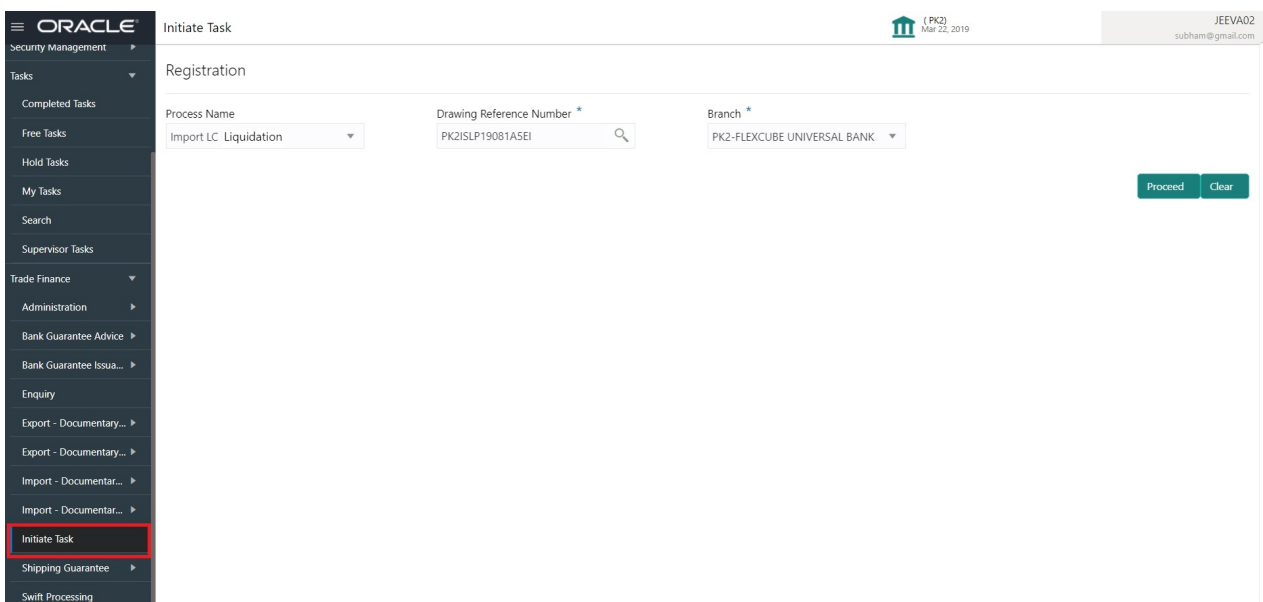 ORACLE
Initiate Task
( PK2)
Mar 22, 2019
JEEVA02
subham@gmail.com
Security Management
Tasks
Completed Tasks
Free Tasks
Hold Tasks
My Tasks
Search
Supervisor Tasks
Trade Finance
Administration
Bank Guarantee Advice
Bank Guarantee Issua...
Enquiry
Export - Documentary...
Export - Documentary...
Import - Documentar...
Import - Documentar...
Initiate Task
Shipping Guarantee
Swift Processing
Registration
Process Name
Drawing Reference Number *
Branch *
Import LC Liquidation
PK2ISLP19081A5EI
PK2-FLEXCUBE UNIVERSAL BANK
Proceed
Clear